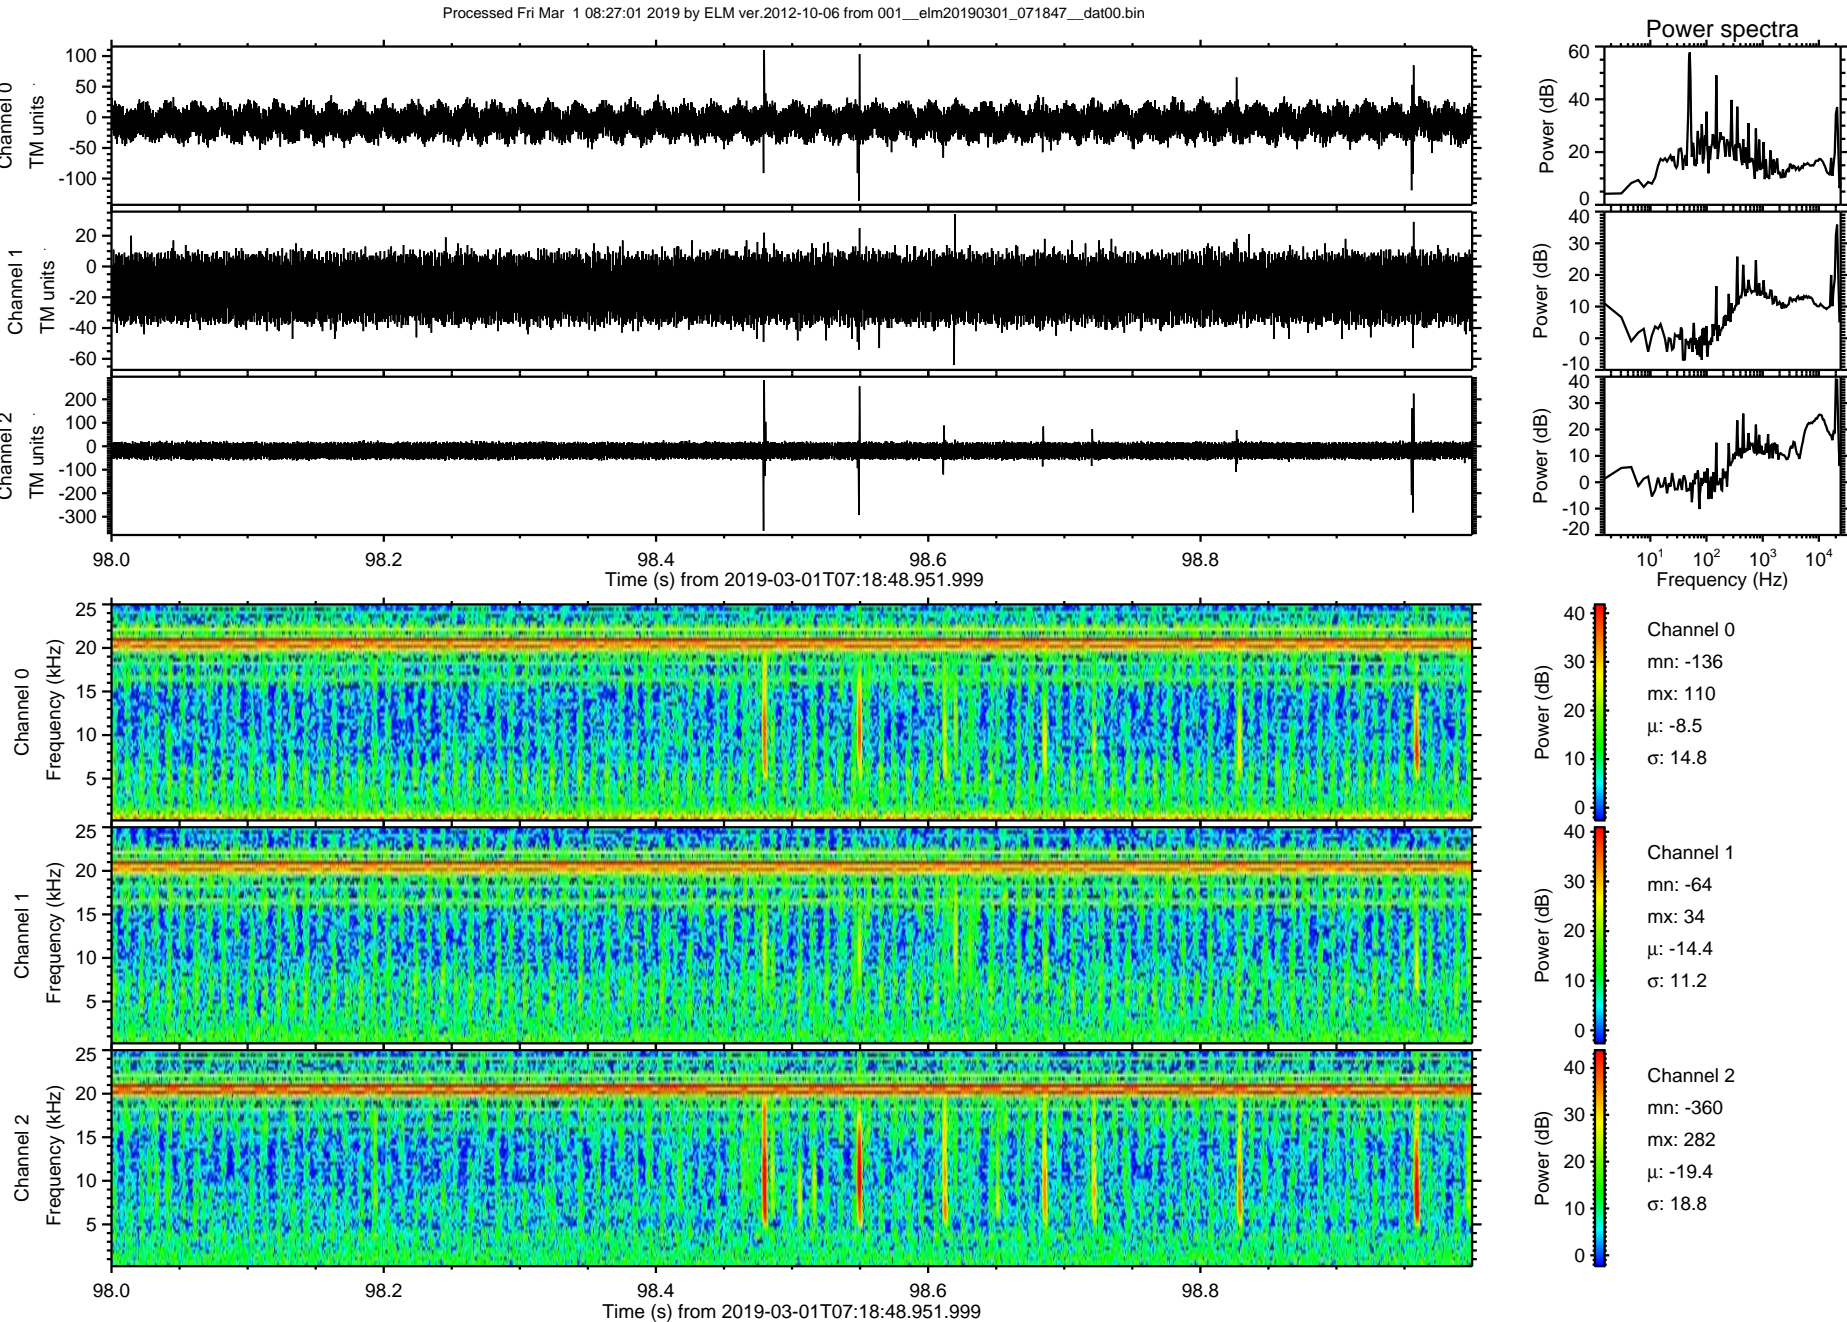 Processed Fri Mar 1 08:27:01 2019 by ELM ver.2012-10-06 from 001__elm20190301_071847__dat00.bin
Power spectra
Channel 0
TM units
100
50
0
-50
-100
Power (dB)
60
40
20
0
Channel 1
TM units
20
0
-20
-40
-60
Power (dB)
40
30
20
10
0
-10
Channel 2
TM units
200
100
0
-100
-200
-300
Power (dB)
40
30
20
10
0
-10
-20
98.0 98.2 98.4 98.6 98.8
Time (s) from 2019-03-01T07:18:48.951.999
10¹ 10² 10³ 10⁴
Frequency (Hz)
Channel 0
Frequency (kHz)
25
20
15
10
5
Power (dB)
40
30
20
10
0
Channel 0
mn: -136
mx: 110
μ: -8.5
σ: 14.8
Channel 1
Frequency (kHz)
25
20
15
10
5
Power (dB)
40
30
20
10
0
Channel 1
mn: -64
mx: 34
μ: -14.4
σ: 11.2
Channel 2
Frequency (kHz)
25
20
15
10
5
Power (dB)
40
30
20
10
0
Channel 2
mn: -360
mx: 282
μ: -19.4
σ: 18.8
98.0 98.2 98.4 98.6 98.8
Time (s) from 2019-03-01T07:18:48.951.999